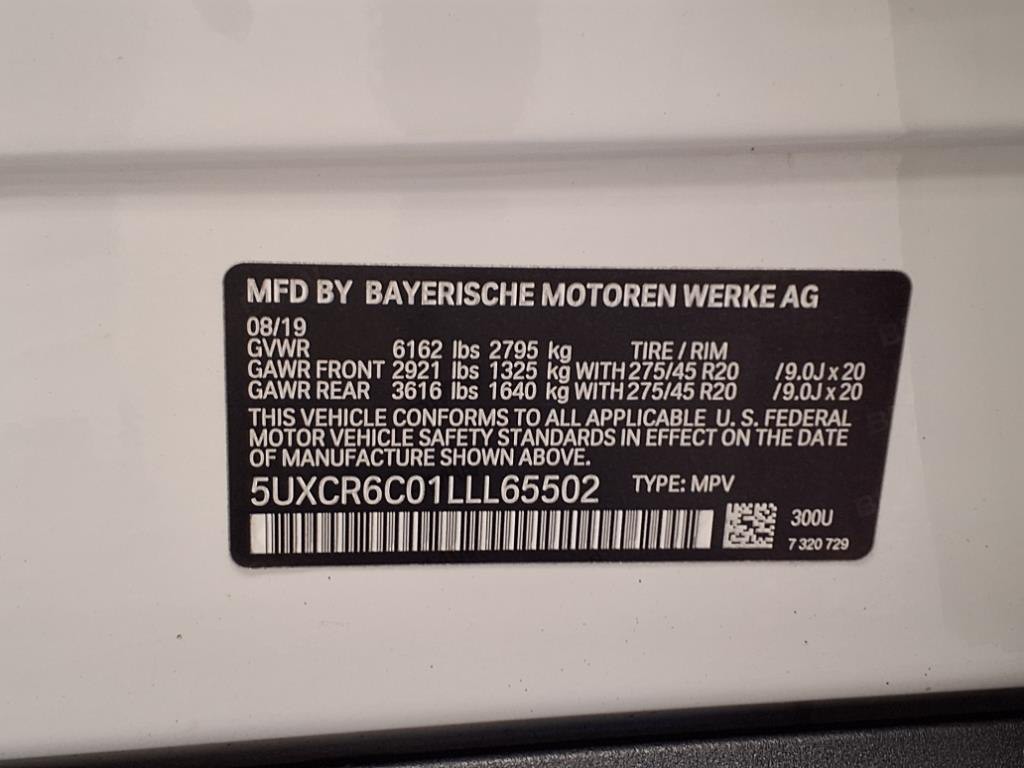 MFD BY BAYERISCHE MOTOREN WERKE AG
08/19
GVWR 6162 lbs 2795 kg TIRE / RIM
GAWR FRONT 2921 lbs 1325 kg WITH 275/45 R20 /9.0J x 20
GAWR REAR 3616 lbs 1640 kg WITH 275/45 R20 /9.0J x 20
THIS VEHICLE CONFORMS TO ALL APPLICABLE U. S. FEDERAL
MOTOR VEHICLE SAFETY STANDARDS IN EFFECT ON THE DATE
OF MANUFACTURE SHOWN ABOVE.
5UXCR6C01LLL65502 TYPE: MPV
300U
7 320 729